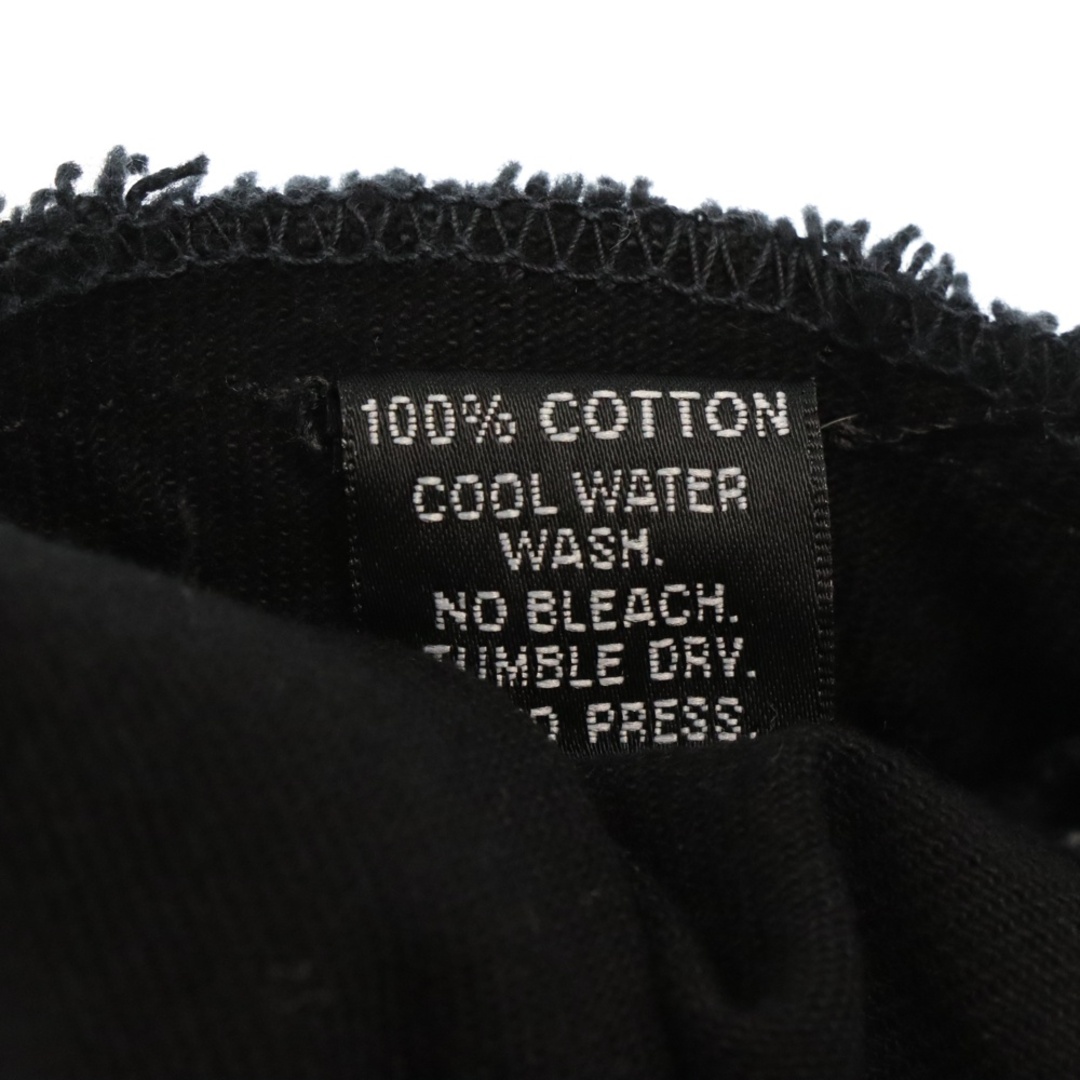 100% COTTON
COOL WATER
WASH.
NO BLEACH.
TUMBLE DRY.
PRESS.